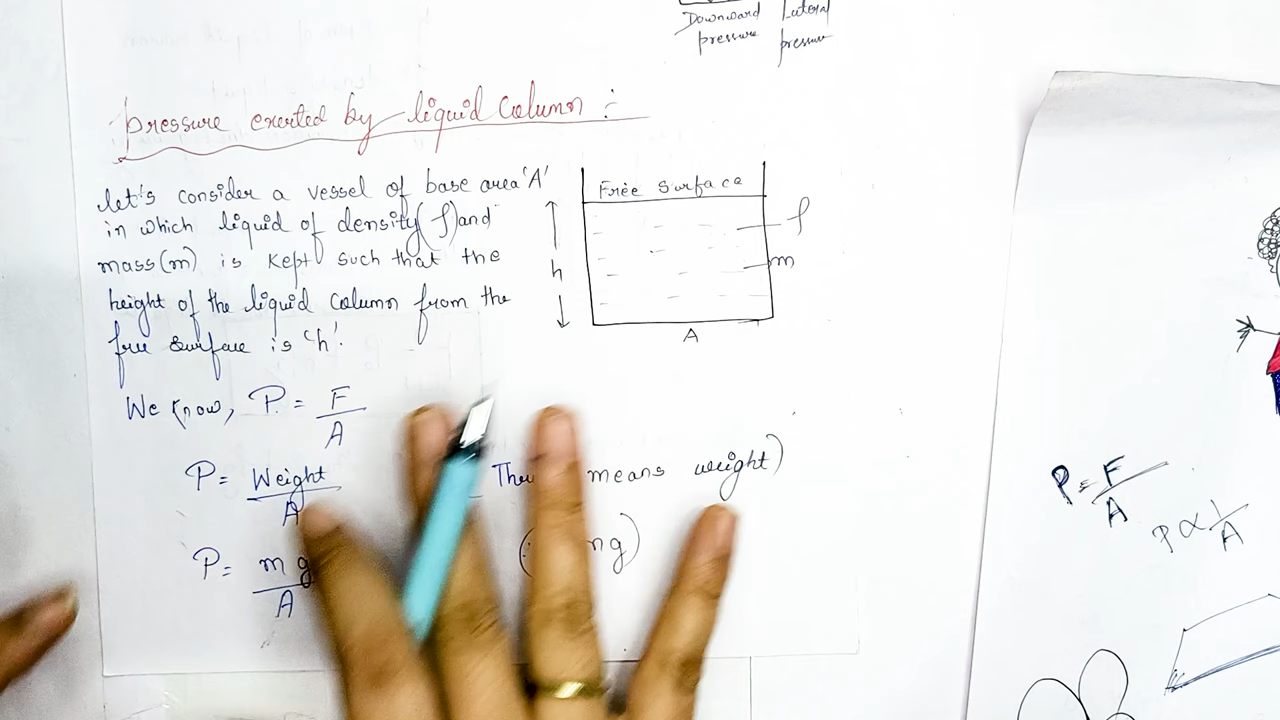 Downward Lateral
pressure pressure
Pressure exerted by liquid column :
let's consider a vessel of base area 'A'
in which liquid of density (ρ) and
mass (m) is kept such that the
height of the liquid column from the
free surface is 'h'.
Free surface
ρ
h
m
A
We know, P = F/A
P = Weight/A
means weight)
P = mg/A
P = F/A
P ∝ 1/A